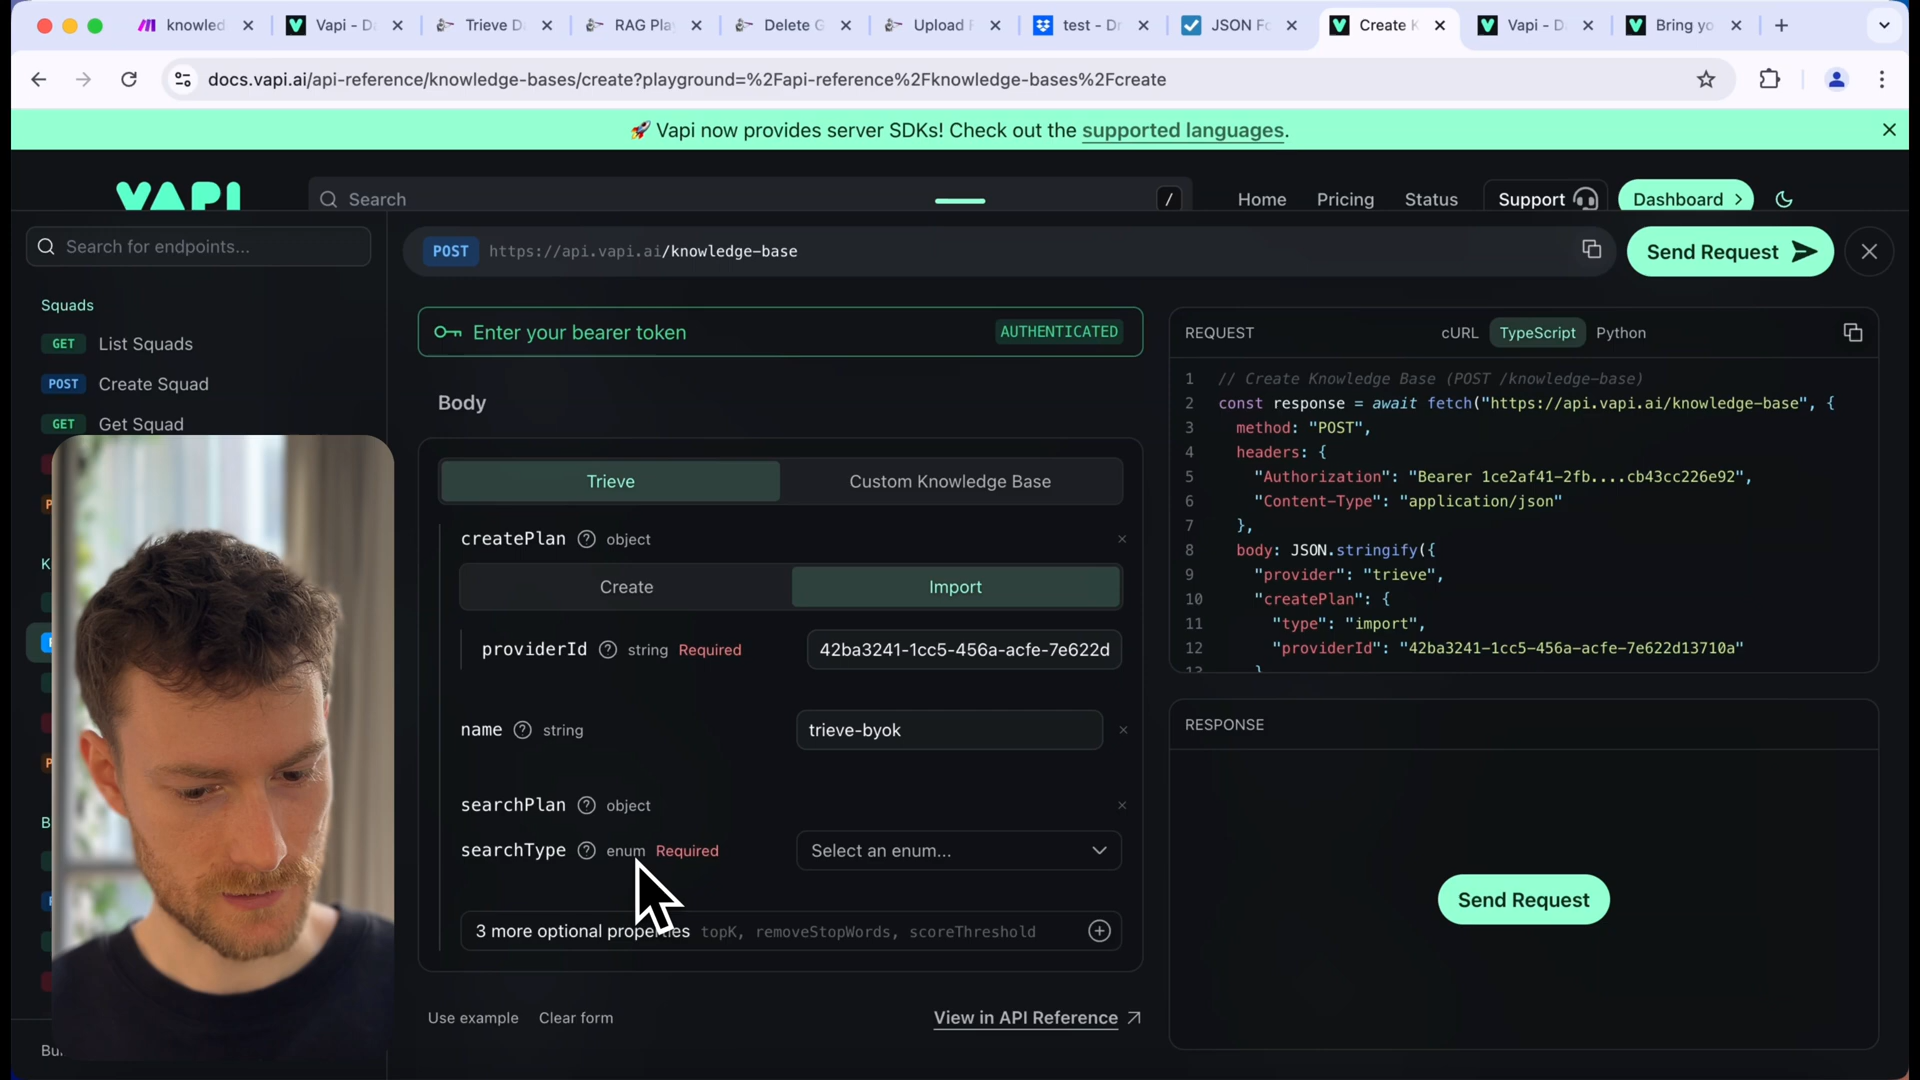 knowled
Vapi - D
Trieve D
RAG Pla
Delete G
Upload F
test - Dr
JSON Fo
Create K
Vapi - D
Bring yo
docs.vapi.ai/api-reference/knowledge-bases/create?playground=%2Fapi-reference%2Fknowledge-bases%2Fcreate
🚀 Vapi now provides server SDKs! Check out the supported languages.
VAPI
Search
/
Home
Pricing
Status
Support
Dashboard
Search for endpoints...
POST https://api.vapi.ai/knowledge-base
Send Request
Squads
GET List Squads
POST Create Squad
GET Get Squad
Enter your bearer token
AUTHENTICATED
Body
Trieve
Custom Knowledge Base
createPlan ? object
Create
Import
providerId ? string Required
42ba3241-1cc5-456a-acfe-7e622d
name ? string
trieve-byok
searchPlan ? object
searchType ? enum Required
Select an enum...
3 more optional properties topK, removeStopWords, scoreThreshold
Use example
Clear form
View in API Reference
REQUEST
cURL
TypeScript
Python
1 // Create Knowledge Base (POST /knowledge-base)
2 const response = await fetch("https://api.vapi.ai/knowledge-base", {
3 method: "POST",
4 headers: {
5 "Authorization": "Bearer 1ce2af41-2fb....cb43cc226e92",
6 "Content-Type": "application/json"
7 },
8 body: JSON.stringify({
9 "provider": "trieve",
10 "createPlan": {
11 "type": "import",
12 "providerId": "42ba3241-1cc5-456a-acfe-7e622d13710a"
13 }
RESPONSE
Send Request